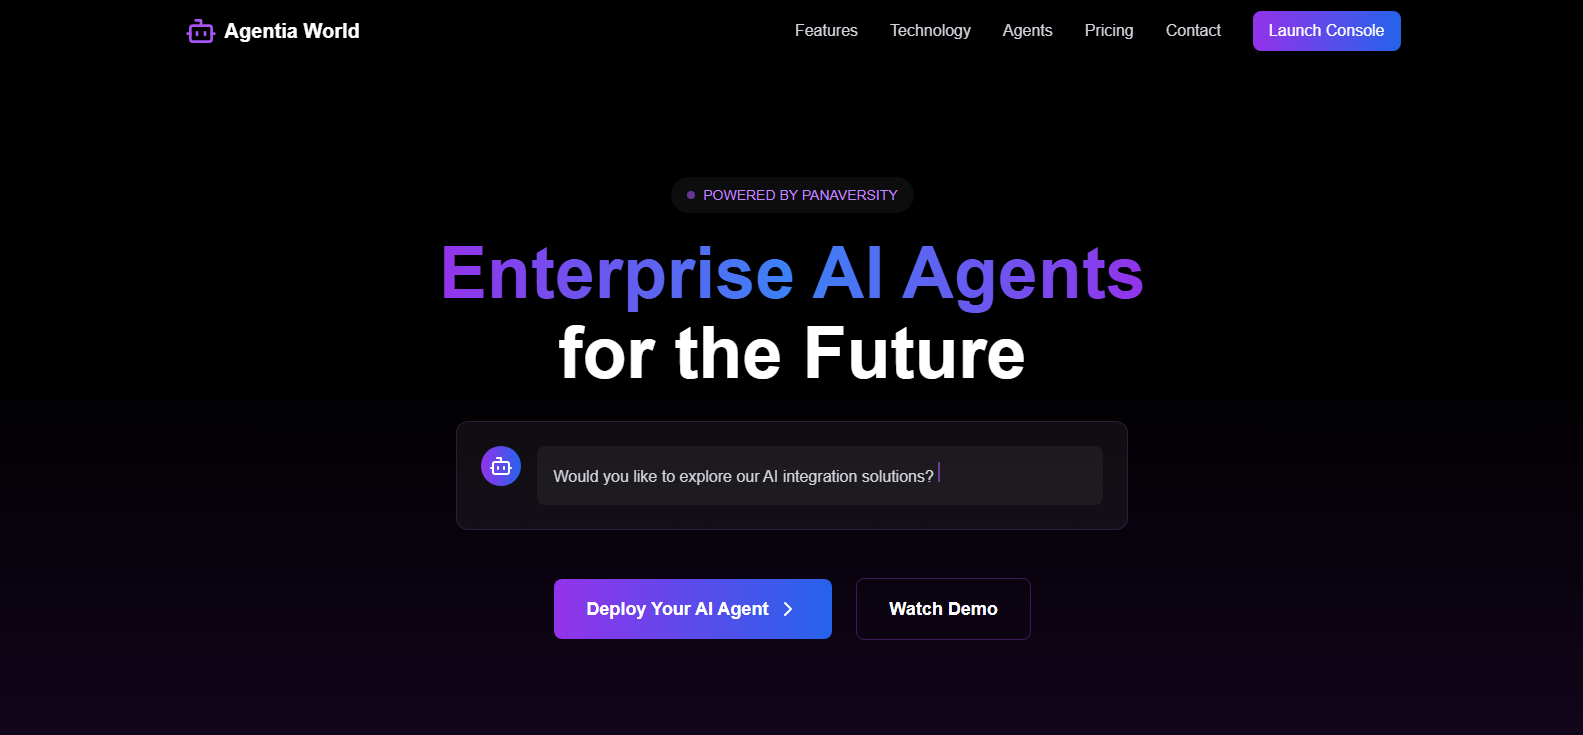 Agentia World
Features
Technology
Agents
Pricing
Contact
Launch Console
POWERED BY PANAVERSITY
Enterprise AI Agents
for the Future
Would you like to explore our AI integration solutions?
Deploy Your AI Agent
Watch Demo